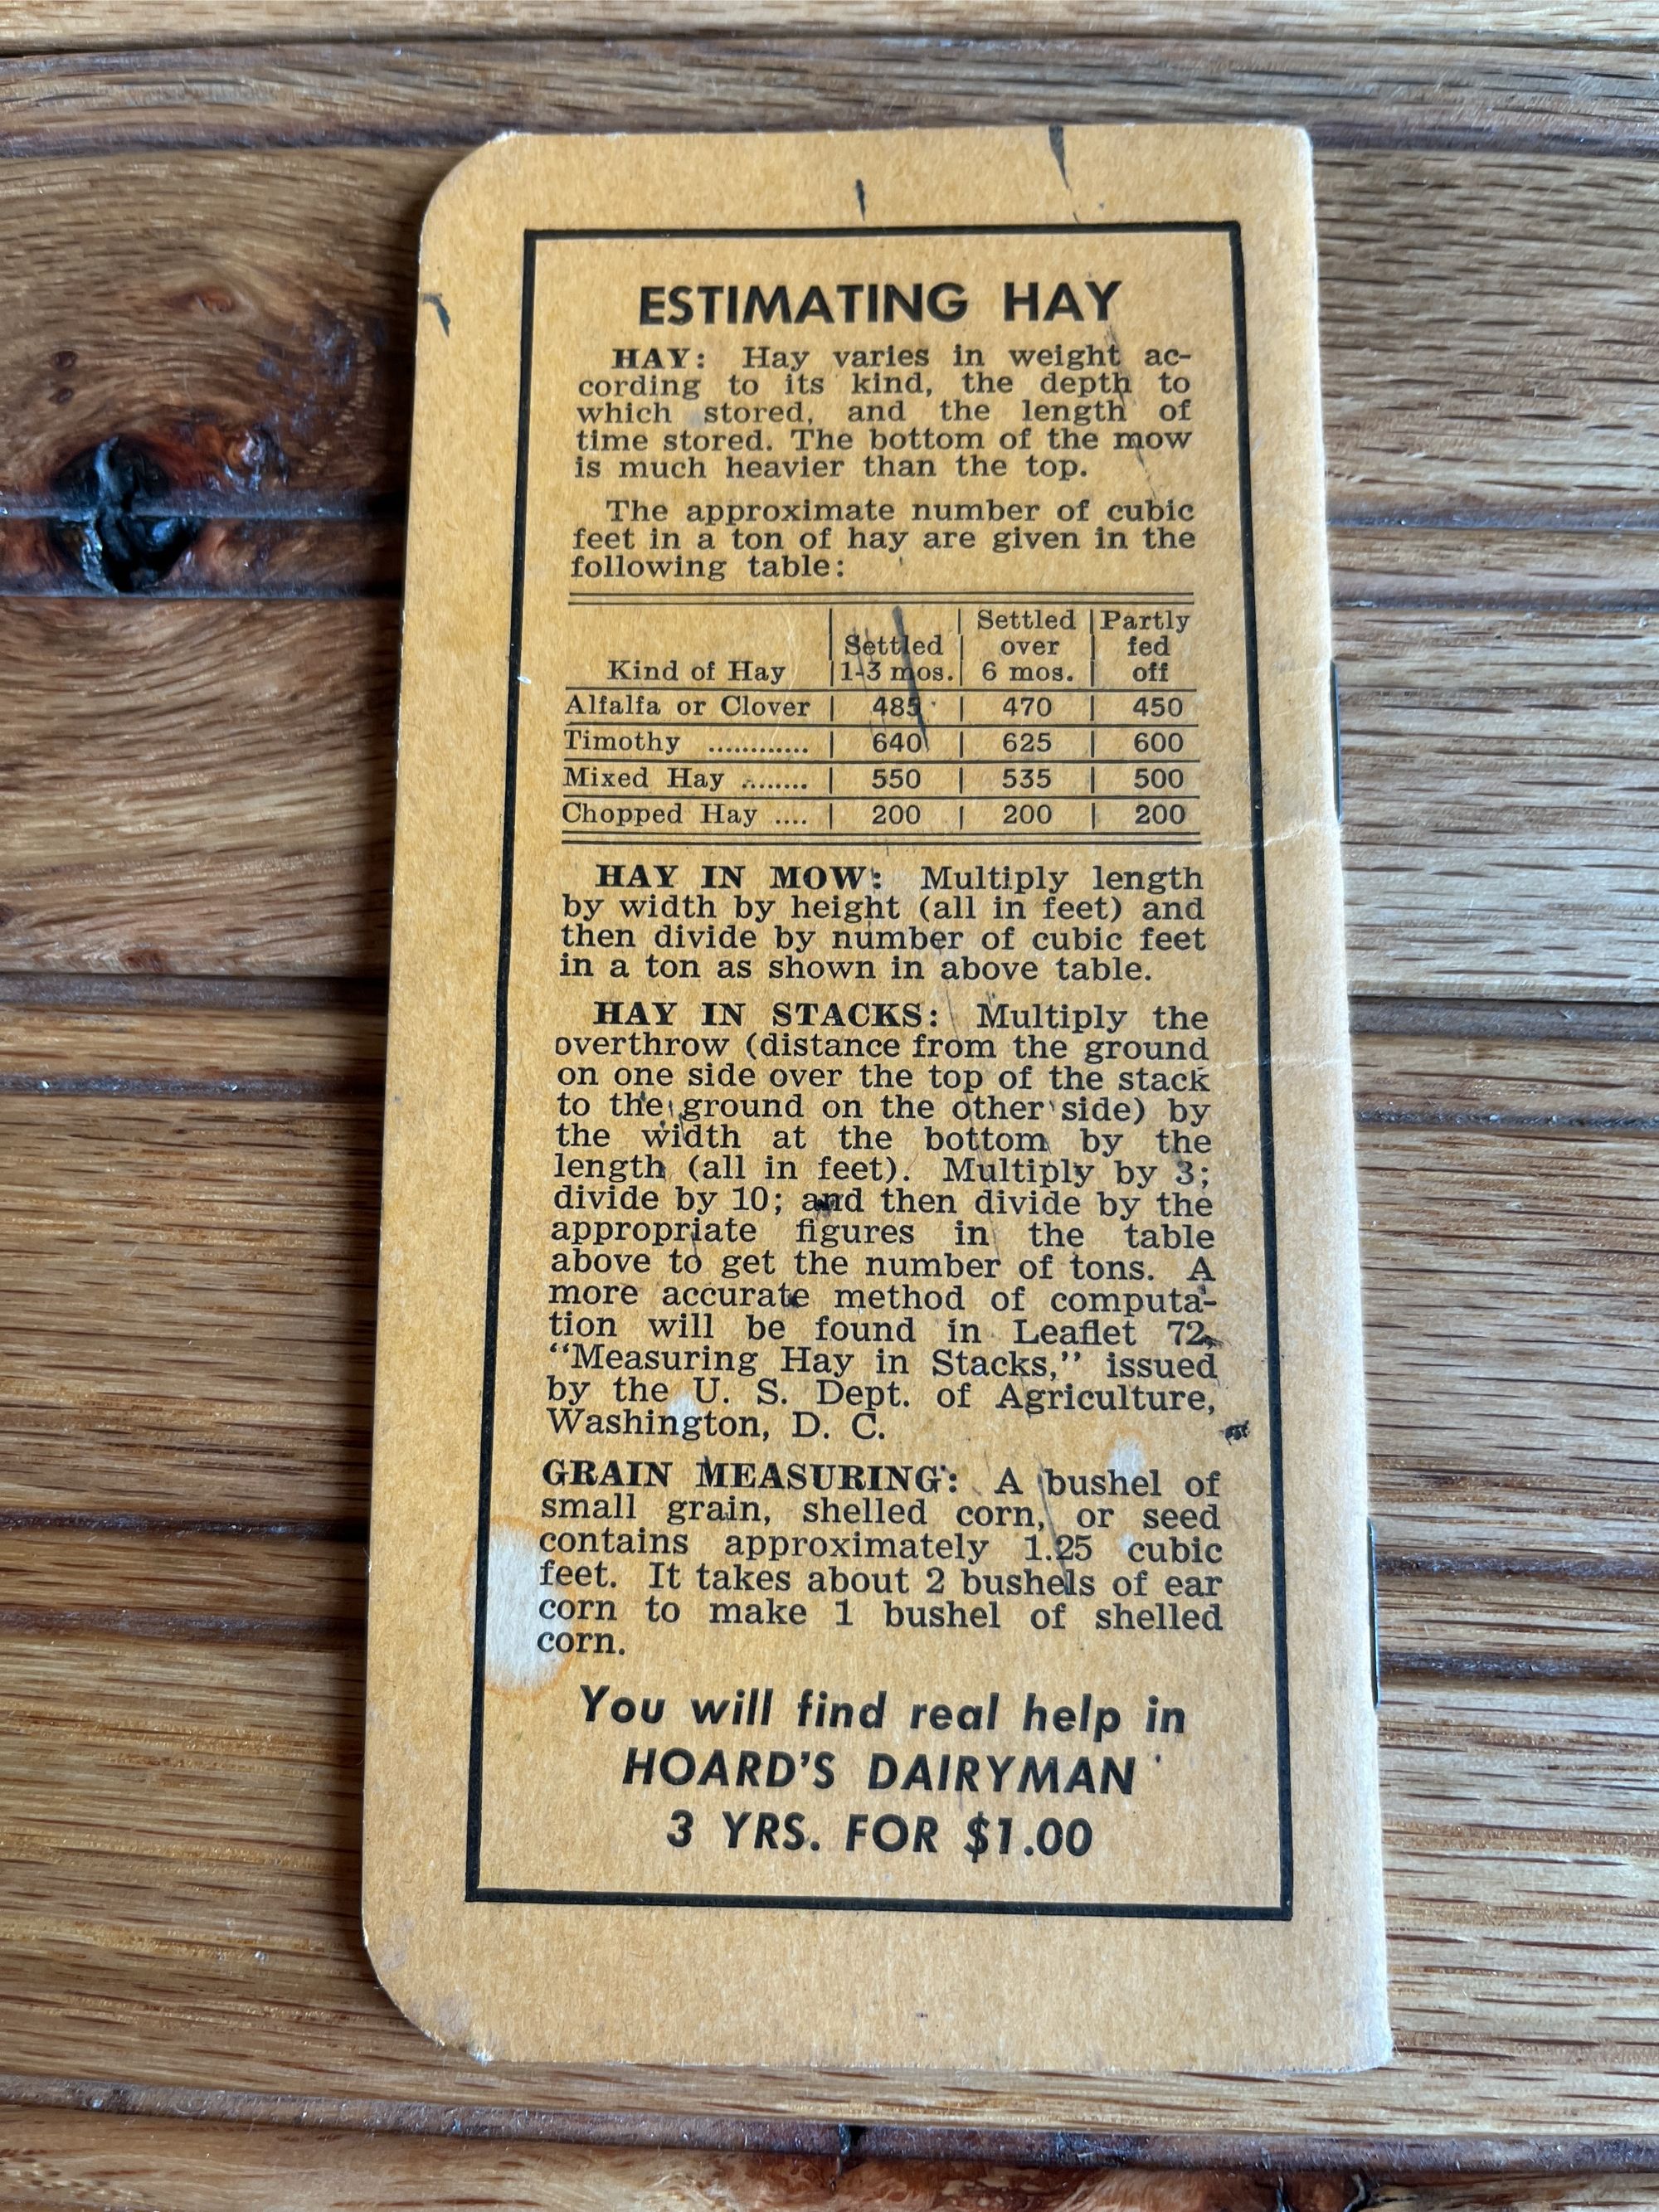 ESTIMATING HAY
HAY: Hay varies in weight ac-
cording to its kind, the depth to
which stored, and the length of
time stored. The bottom of the mow
is much heavier than the top.
The approximate number of cubic
feet in a ton of hay are given in the
following table:
Kind of Hay | Settled 1-3 mos. | Settled over 6 mos. | Partly fed off
Alfalfa or Clover | 485 | 470 | 450
Timothy ............ | 640 | 625 | 600
Mixed Hay ........ | 550 | 535 | 500
Chopped Hay .... | 200 | 200 | 200
HAY IN MOW: Multiply length
by width by height (all in feet) and
then divide by number of cubic feet
in a ton as shown in above table.
HAY IN STACKS: Multiply the
overthrow (distance from the ground
on one side over the top of the stack
to the ground on the other side) by
the width at the bottom by the
length (all in feet). Multiply by 3;
divide by 10; and then divide by the
appropriate figures in the table
above to get the number of tons. A
more accurate method of computa-
tion will be found in Leaflet 72,
“Measuring Hay in Stacks,” issued
by the U. S. Dept. of Agriculture,
Washington, D. C.
GRAIN MEASURING: A bushel of
small grain, shelled corn, or seed
contains approximately 1.25 cubic
feet. It takes about 2 bushels of ear
corn to make 1 bushel of shelled
corn.
You will find real help in
HOARD'S DAIRYMAN
3 YRS. FOR $1.00